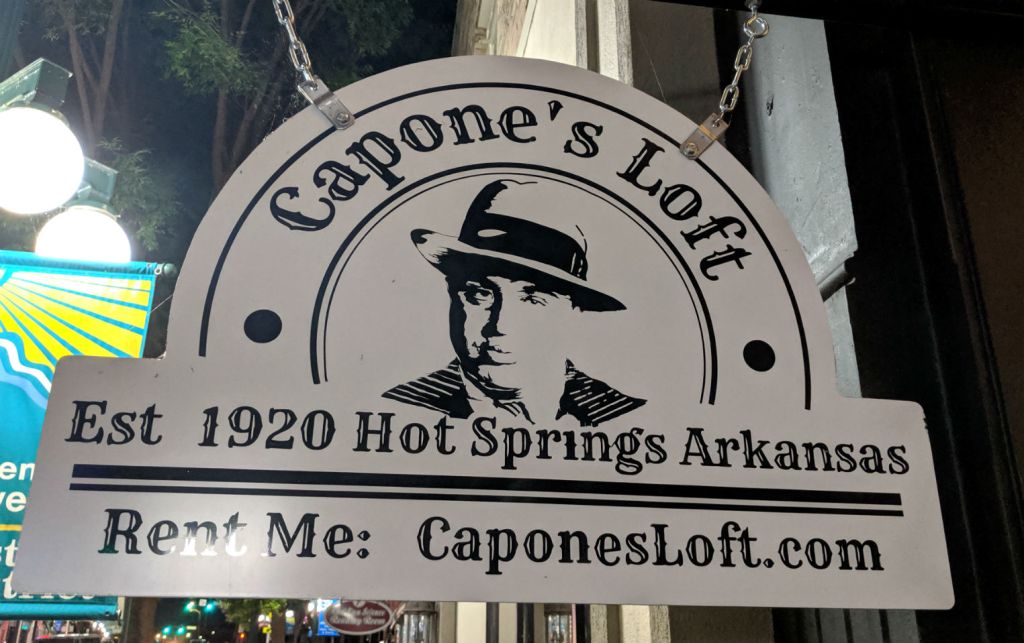 Capone's Loft
Est 1920 Hot Springs Arkansas
Rent Me: CaponesLoft.com